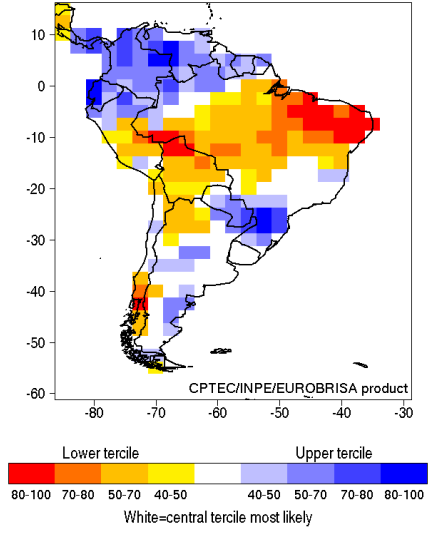 10
0
-10
-20
-30
-40
-50
-60
CPTEC/INPE/EUROBRISA product
-80 -70 -60 -50 -40 -30
Lower tercile Upper tercile
80-100 70-80 50-70 40-50 40-50 50-70 70-80 80-100
White=central tercile most likely